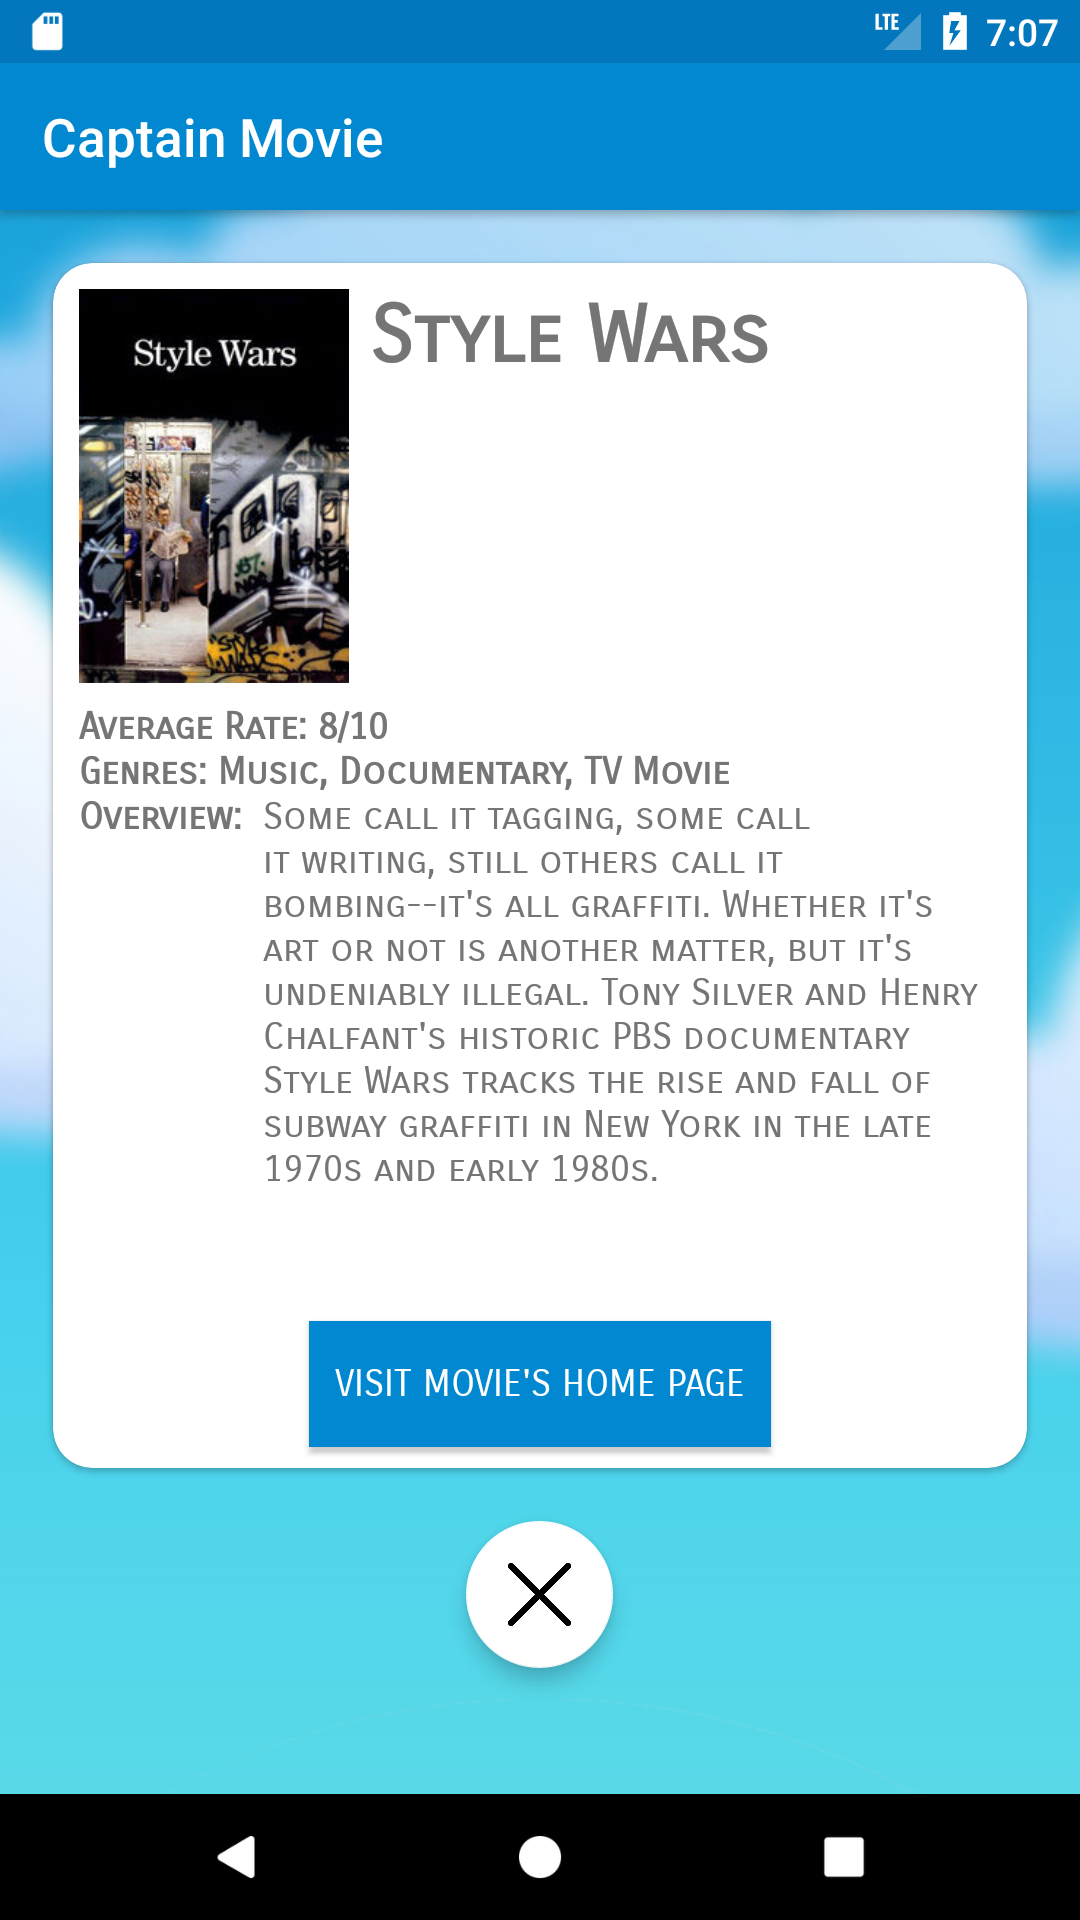 LTE 7:07
Captain Movie
Style Wars
Style Wars
Average Rate: 8/10
Genres: Music, Documentary, TV Movie
Overview: Some call it tagging, some call
it writing, still others call it
bombing--it's all graffiti. Whether it's
art or not is another matter, but it's
undeniably illegal. Tony Silver and Henry
Chalfant's historic PBS documentary
Style Wars tracks the rise and fall of
subway graffiti in New York in the late
1970s and early 1980s.
VISIT MOVIE'S HOME PAGE